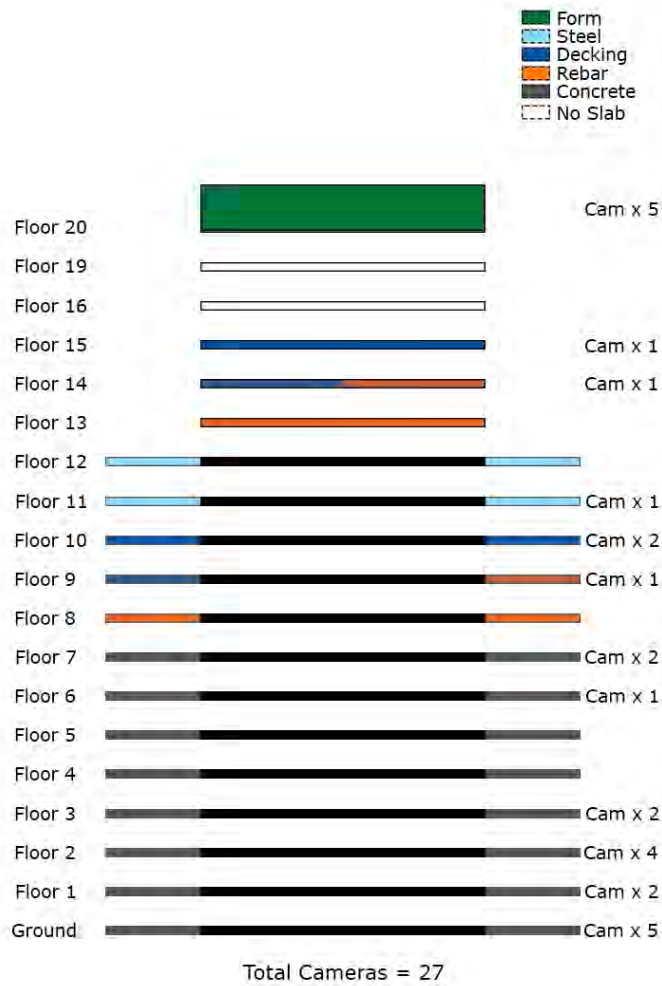 Form
Steel
Decking
Rebar
Concrete
No Slab
Floor 20 Cam x 5
Floor 19
Floor 16
Floor 15 Cam x 1
Floor 14 Cam x 1
Floor 13
Floor 12
Floor 11 Cam x 1
Floor 10 Cam x 2
Floor 9 Cam x 1
Floor 8
Floor 7 Cam x 2
Floor 6 Cam x 1
Floor 5
Floor 4
Floor 3 Cam x 2
Floor 2 Cam x 4
Floor 1 Cam x 2
Ground Cam x 5
Total Cameras = 27